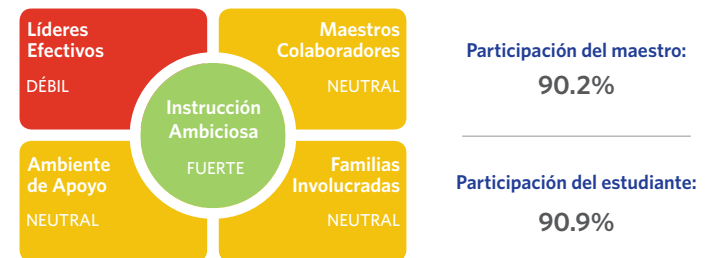 Líderes
Efectivos
DÉBIL
Maestros
Colaboradores
NEUTRAL
Instrucción
Ambiciosa
FUERTE
Ambiente
de Apoyo
NEUTRAL
Familias
Involucradas
NEUTRAL
Participación del maestro:
90.2%
Participación del estudiante:
90.9%